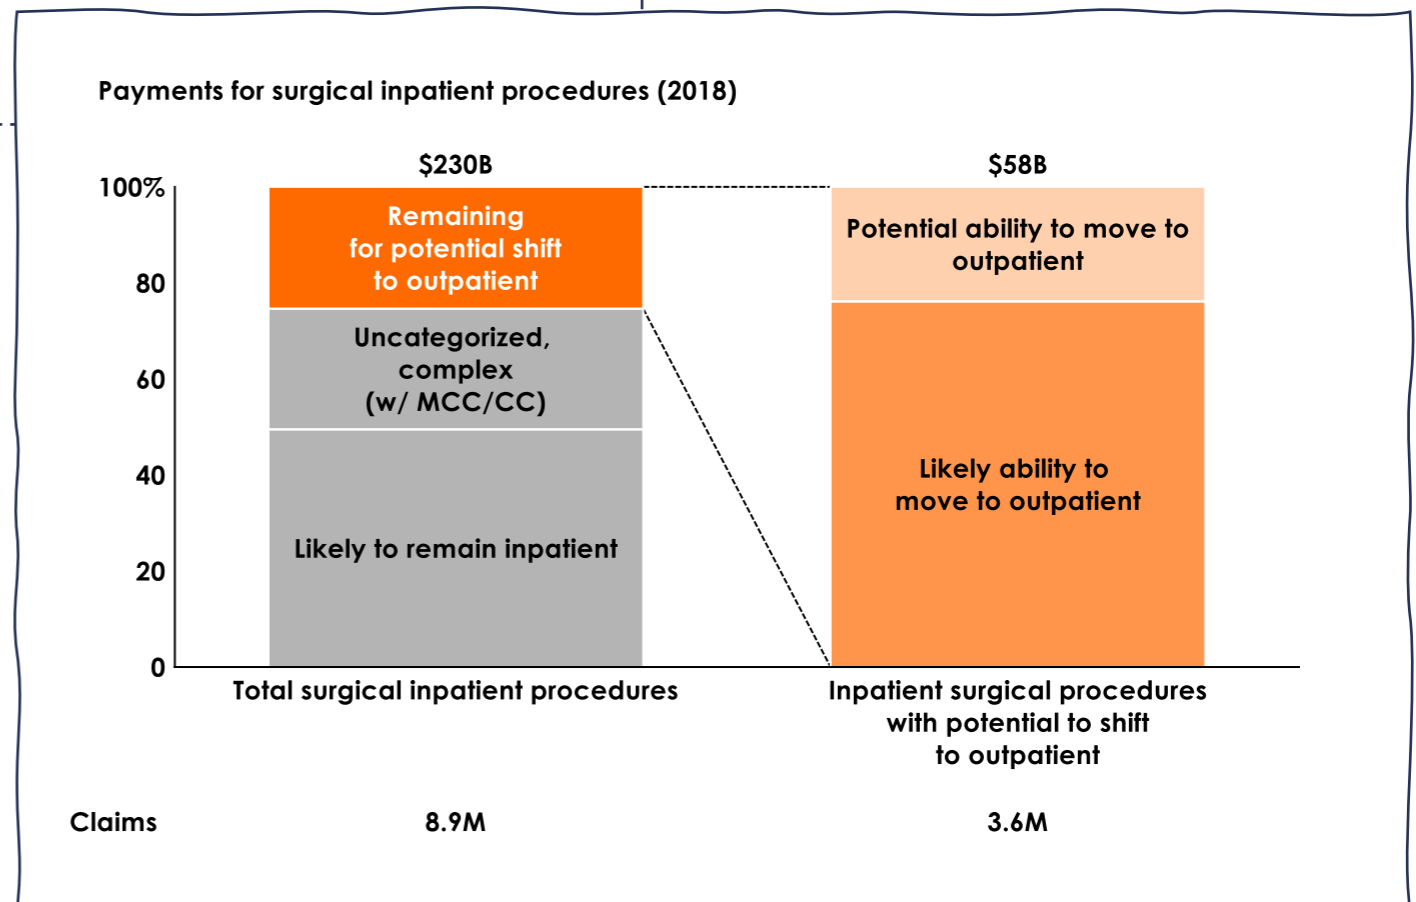 Payments for surgical inpatient procedures (2018)
$230B
$58B
100%
80
60
40
20
0
Remaining
for potential shift
to outpatient
Uncategorized,
complex
(w/ MCC/CC)
Likely to remain inpatient
Potential ability to move to
outpatient
Likely ability to
move to outpatient
Total surgical inpatient procedures
Inpatient surgical procedures
with potential to shift
to outpatient
Claims
8.9M
3.6M